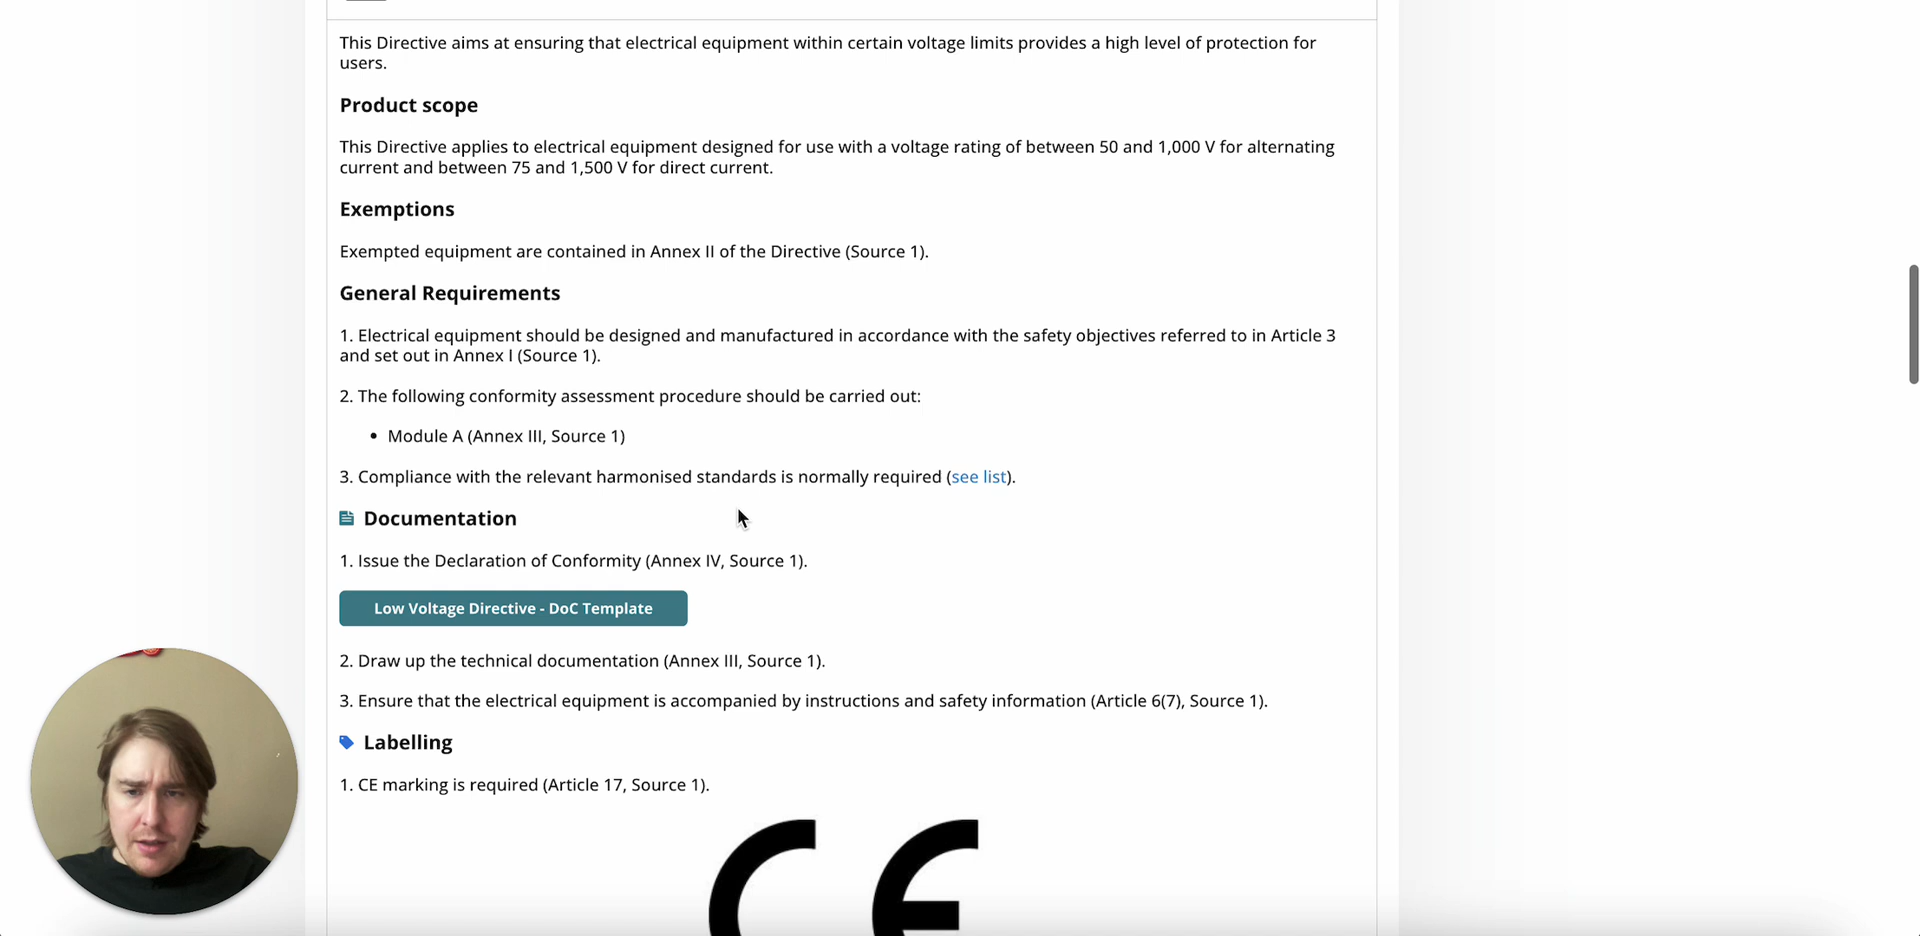 This Directive aims at ensuring that electrical equipment within certain voltage limits provides a high level of protection for
users.
Product scope
This Directive applies to electrical equipment designed for use with a voltage rating of between 50 and 1,000 V for alternating
current and between 75 and 1,500 V for direct current.
Exemptions
Exempted equipment are contained in Annex II of the Directive (Source 1).
General Requirements
1. Electrical equipment should be designed and manufactured in accordance with the safety objectives referred to in Article 3
and set out in Annex I (Source 1).
2. The following conformity assessment procedure should be carried out:
• Module A (Annex III, Source 1)
3. Compliance with the relevant harmonised standards is normally required (see list).
Documentation
1. Issue the Declaration of Conformity (Annex IV, Source 1).
Low Voltage Directive - DoC Template
2. Draw up the technical documentation (Annex III, Source 1).
3. Ensure that the electrical equipment is accompanied by instructions and safety information (Article 6(7), Source 1).
Labelling
1. CE marking is required (Article 17, Source 1).
CE